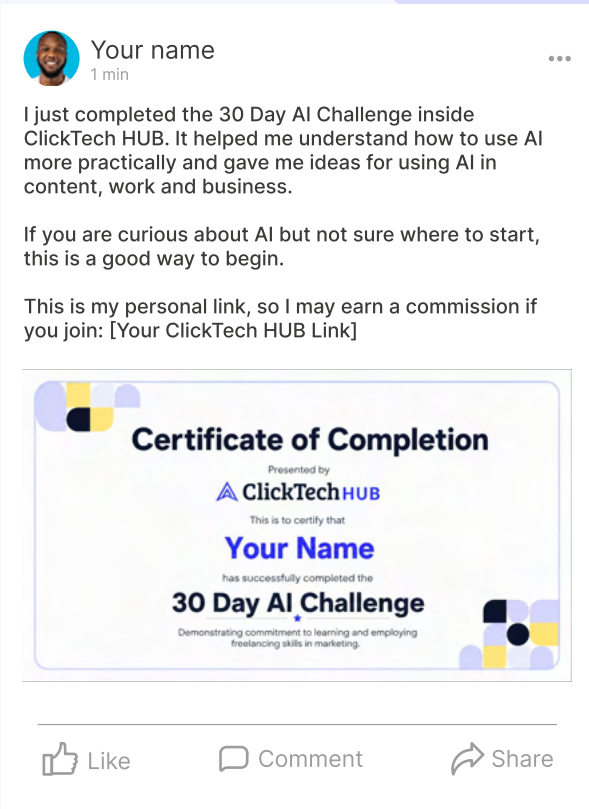 Your name
1 min
I just completed the 30 Day AI Challenge inside
ClickTech HUB. It helped me understand how to use AI
more practically and gave me ideas for using AI in
content, work and business.
If you are curious about AI but not sure where to start,
this is a good way to begin.
This is my personal link, so I may earn a commission if
you join: [Your ClickTech HUB Link]
Certificate of Completion
Presented by
ClickTech HUB
This is to certify that
Your Name
has successfully completed the
30 Day AI Challenge
Demonstrating commitment to learning and employing
freelancing skills in marketing.
Like
Comment
Share